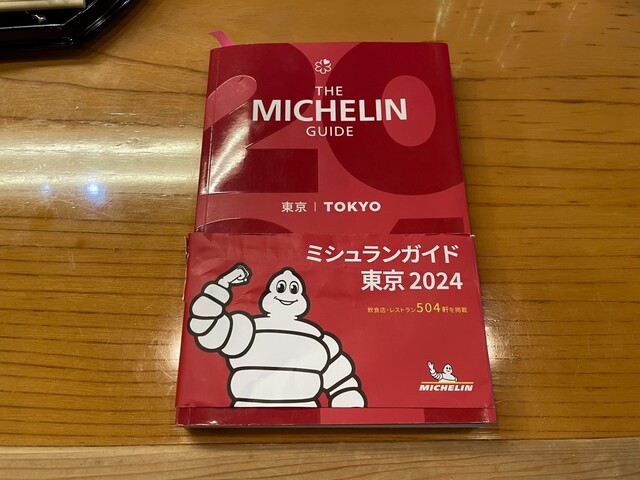 20
THE
MICHELIN
GUIDE
東京 | TOKYO
ミシュランガイド
東京 2024
飲食店・レストラン504軒を掲載
MICHELIN